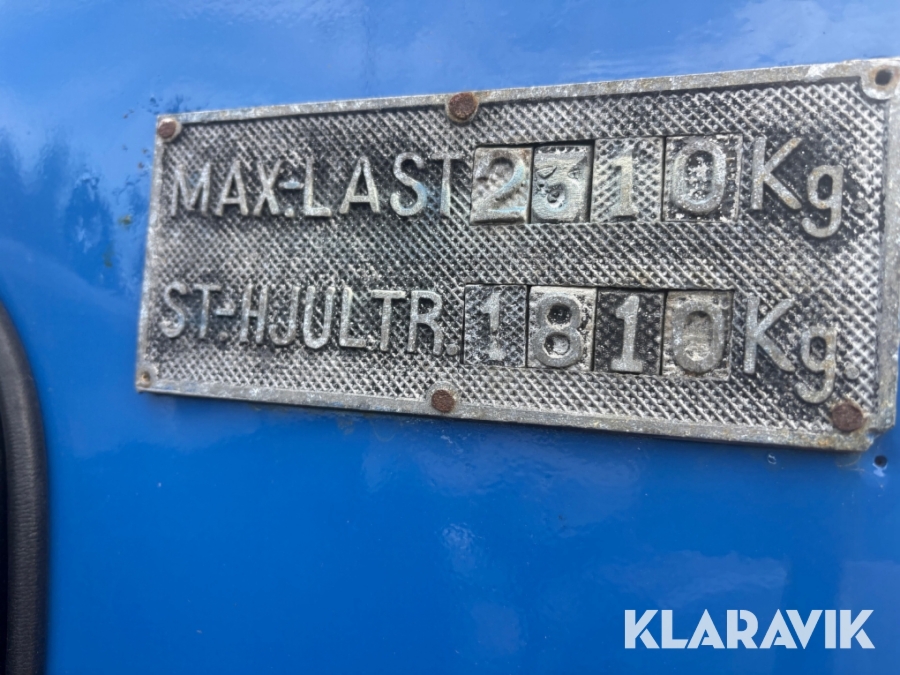 MAX.LAST 2310 Kg.
ST-HJULTR. 1810 Kg.
KLARAVIK